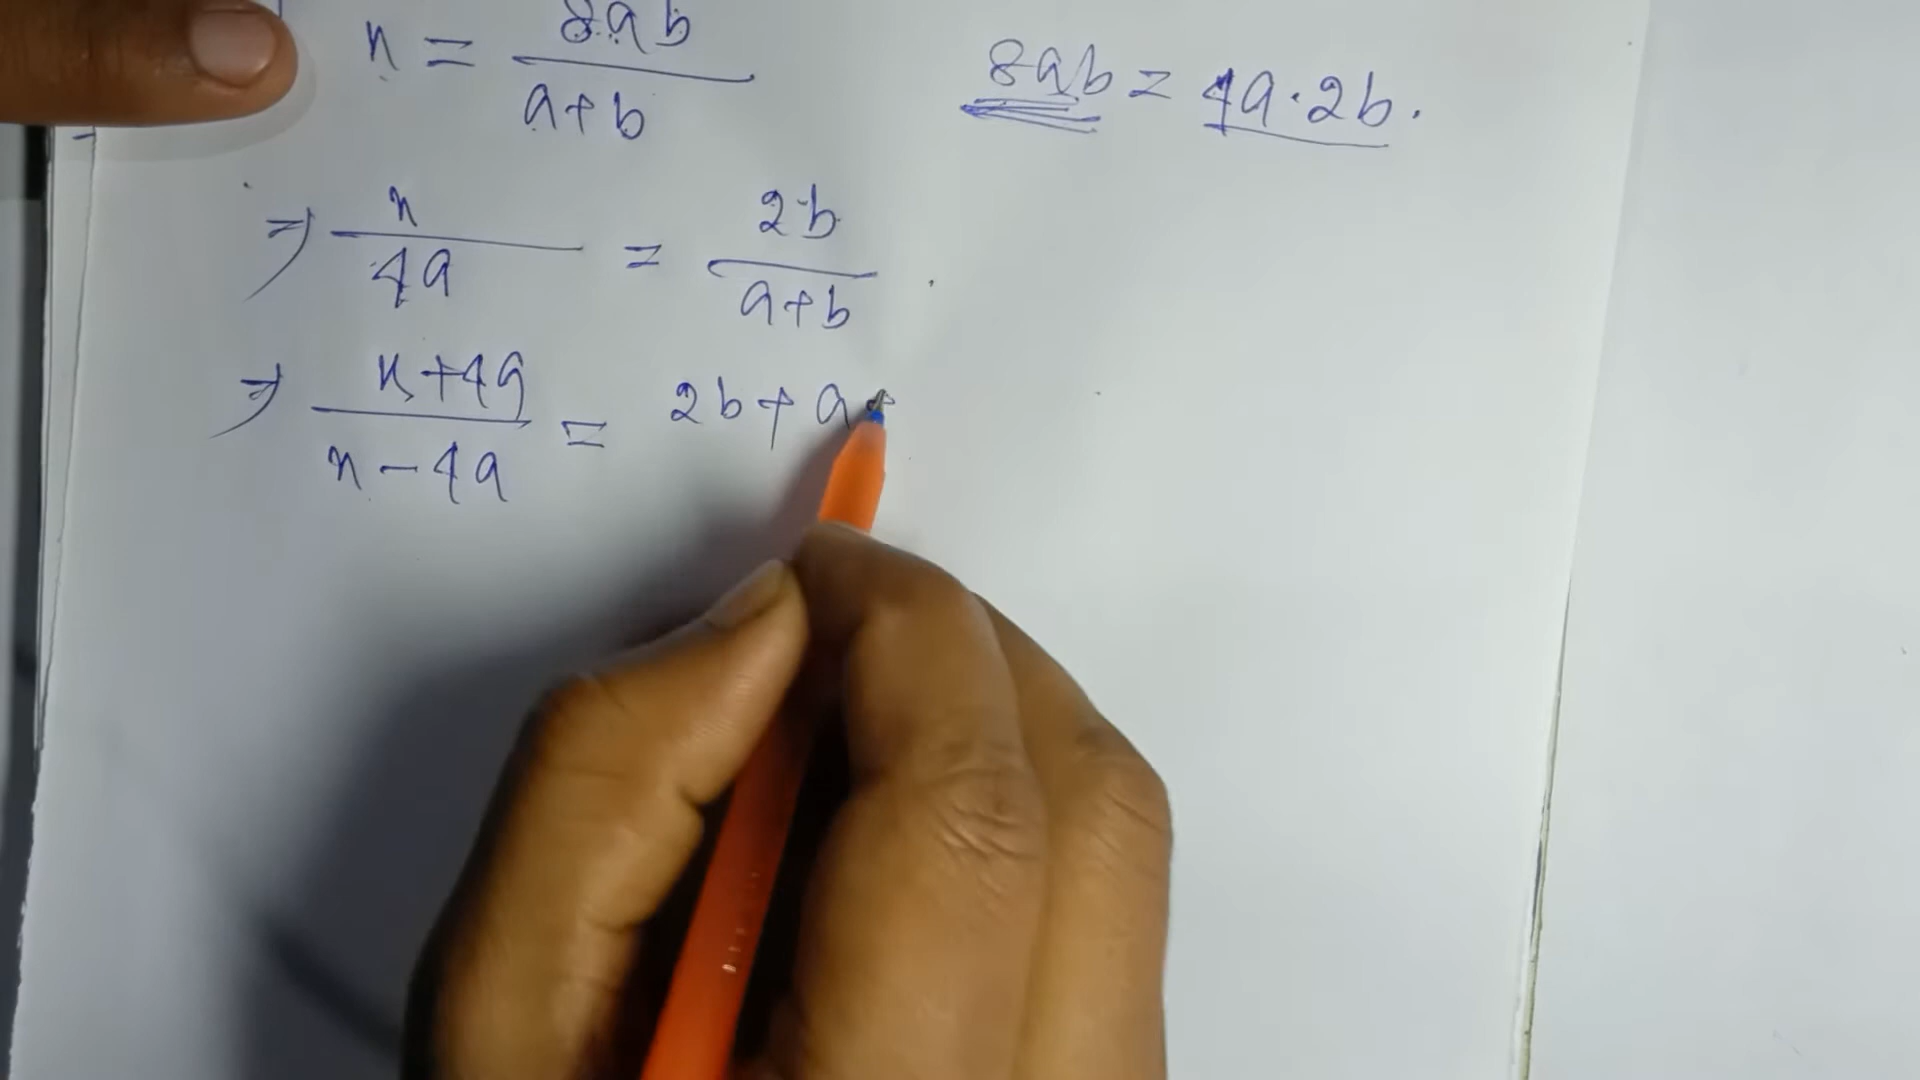 x = 8ab / a+b
8ab = 4a·2b.
⇒ x / 4a = 2b / a+b
⇒ x+4a / x-4a = 2b + a+